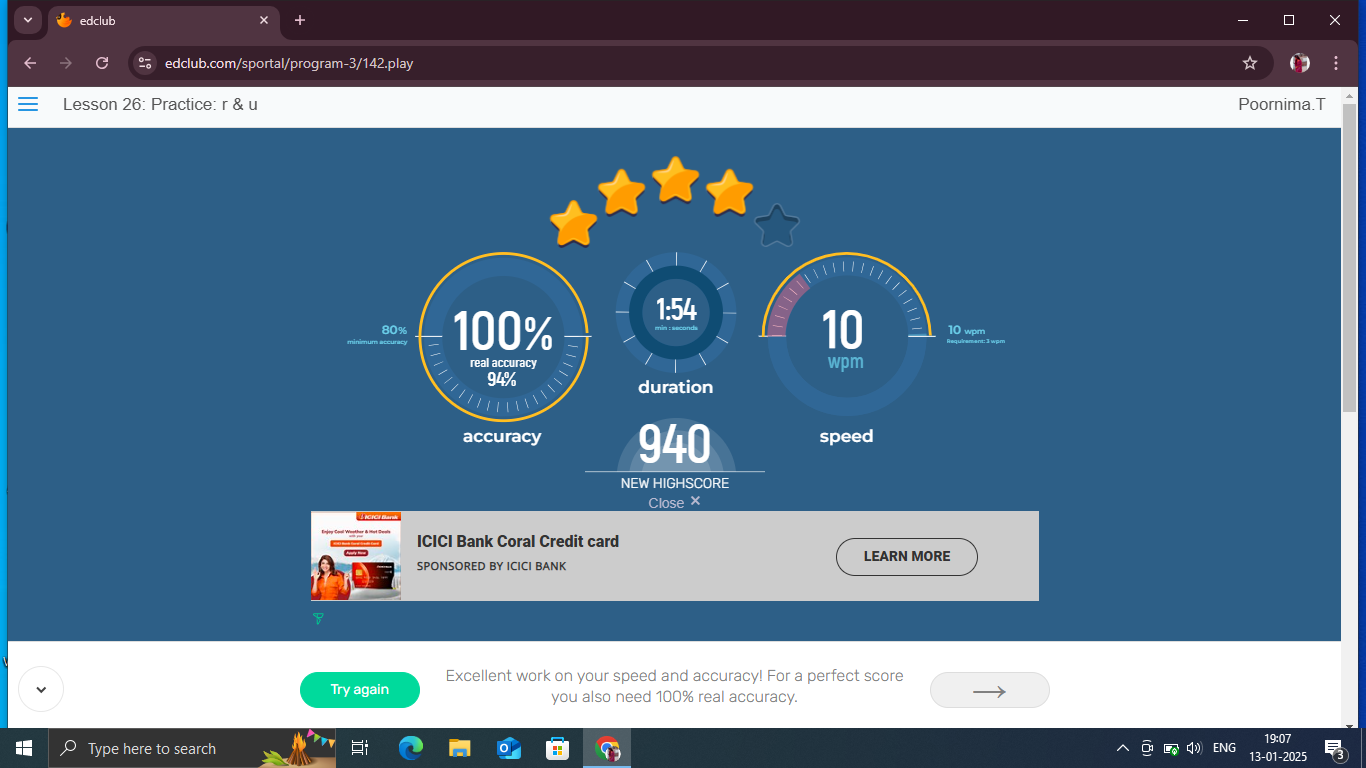 edclub
edclub.com/sportal/program-3/142.play
Lesson 26: Practice: r & u
Poornima.T
80%
minimum accuracy
100%
real accuracy
94%
accuracy
1:54
min : seconds
duration
10
wpm
speed
10 wpm
Requirement: 3 wpm
940
NEW HIGHSCORE
Close ×
ICICI Bank
Enjoy Cool Weather & Hot Deals
with your
ICICI Bank Coral Credit Card
Apply Now
ICICI Bank Coral Credit card
SPONSORED BY ICICI BANK
LEARN MORE
Try again
Excellent work on your speed and accuracy! For a perfect score
you also need 100% real accuracy.
Type here to search
ENG
19:07
13-01-2025
3